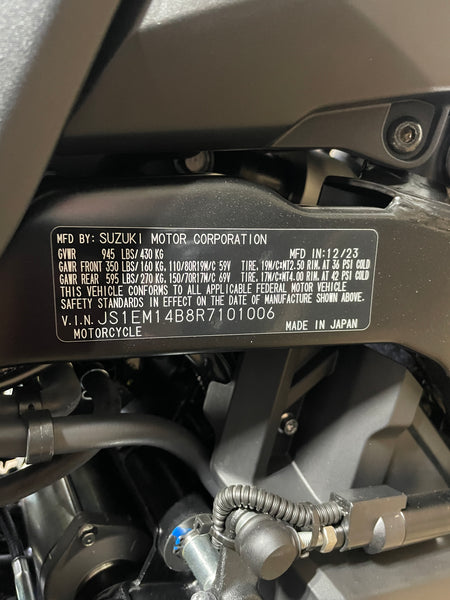 MFD BY: SUZUKI MOTOR CORPORATION
GVWR 945 LBS/430 KG MFD IN:12/23
GAWR FRONT 350 LBS/160 KG. 110/80R19M/C 59V TIRE. 19M/C×MT2.50 RIM. AT 36 PSI COLD
GAWR REAR 595 LBS/270 KG. 150/70R17M/C 69V TIRE. 17M/C×MT4.00 RIM. AT 42 PSI COLD
THIS VEHICLE CONFORMS TO ALL APPLICABLE FEDERAL MOTOR VEHICLE
SAFETY STANDARDS IN EFFECT ON THE DATE OF MANUFACTURE SHOWN ABOVE.
V.I.N. JS1EM14B8R7101006
MOTORCYCLE MADE IN JAPAN